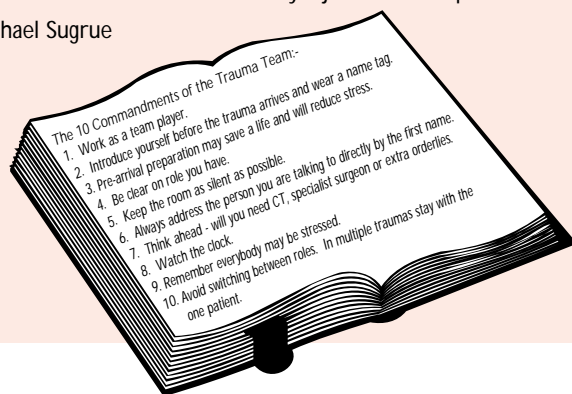 hael Sugrue
The 10 Commandments of the Trauma Team:-
1. Work as a team player.
2. Introduce yourself before the trauma arrives and wear a name tag.
3. Pre-arrival preparation may save a life and will reduce stress.
4. Be clear on role you have.
5. Keep the room as silent as possible.
6. Always address the person you are talking to directly by the first name.
7. Think ahead - will you need CT, specialist surgeon or extra orderlies.
8. Watch the clock.
9. Remember everybody may be stressed.
10. Avoid switching between roles. In multiple traumas stay with the
one patient.